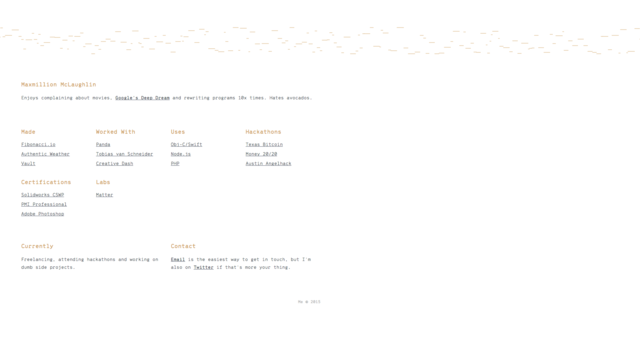 Maxmillion McLaughlin
Enjoys complaining about movies, Google's Deep Dream and rewriting programs 10x times. Hates avocados.
Made
Fibonacci.io
Authentic Weather
Vault
Worked With
Panda
Tobias van Schneider
Creative Dash
Uses
Obj-C/Swift
Node.js
PHP
Hackathons
Texas Bitcoin
Money 20/20
Austin Angelhack
Certifications
Solidworks CSWP
PMI Professional
Adobe Photoshop
Labs
Matter
Currently
Freelancing, attending hackathons and working on
dumb side projects.
Contact
Email is the easiest way to get in touch, but I'm
also on Twitter if that's more your thing.
© 2015